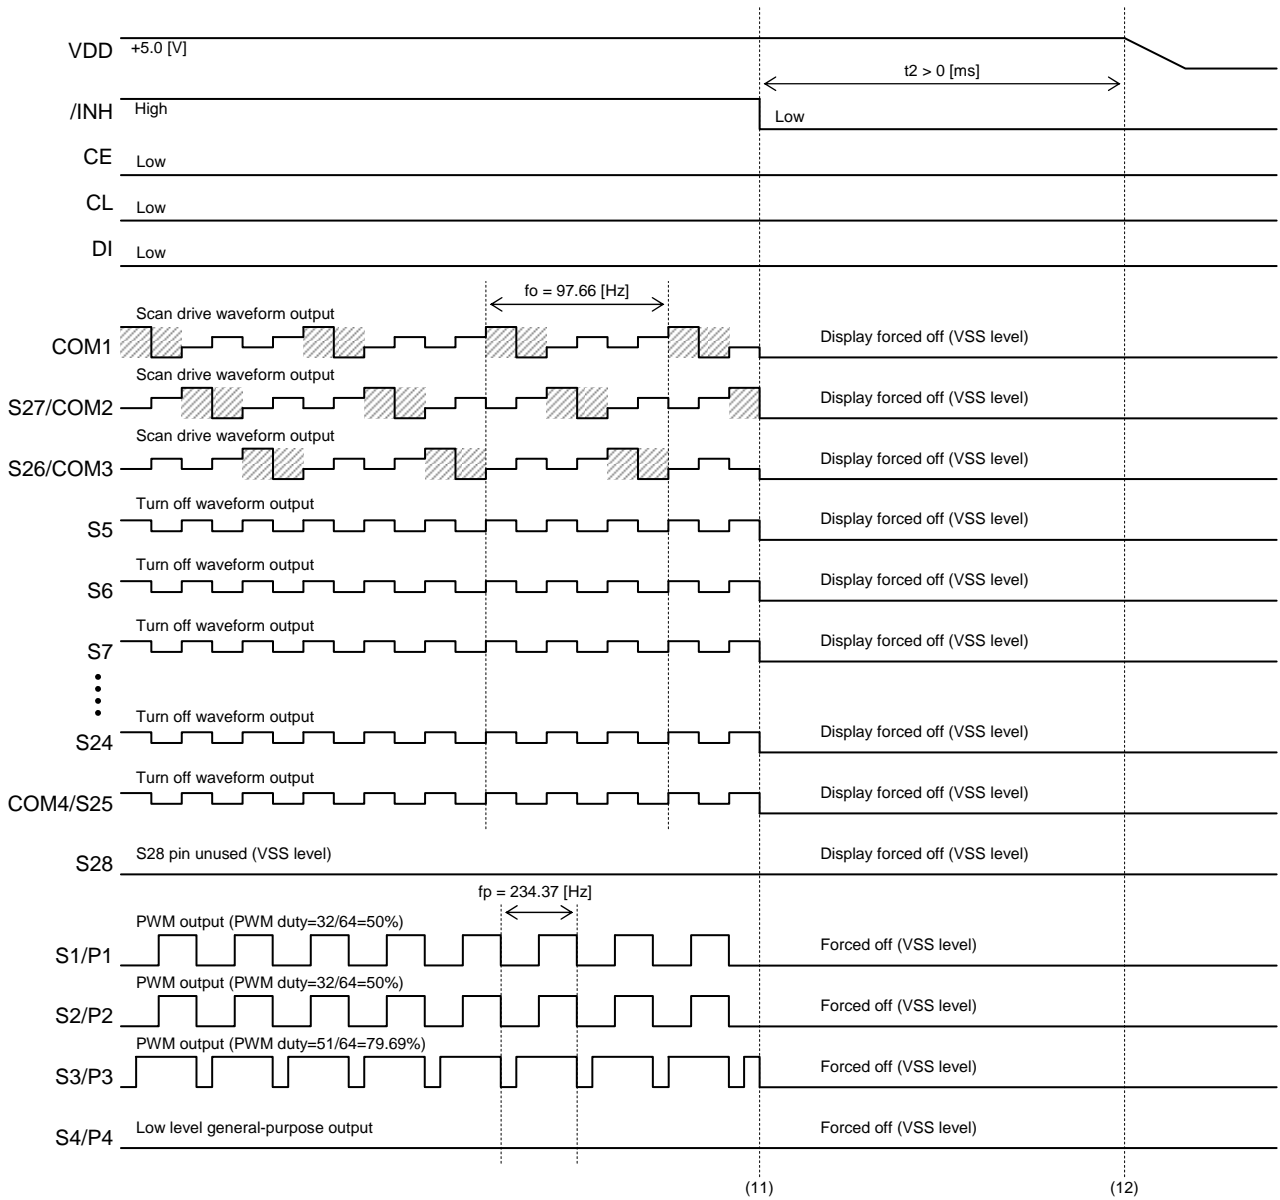 VDD +5.0 [V]
t2 > 0 [ms]
/INH High
Low
CE Low
CL Low
DI Low
fo = 97.66 [Hz]
Scan drive waveform output
COM1 Display forced off (VSS level)
Scan drive waveform output
S27/COM2 Display forced off (VSS level)
Scan drive waveform output
S26/COM3 Display forced off (VSS level)
Turn off waveform output
S5 Display forced off (VSS level)
Turn off waveform output
S6 Display forced off (VSS level)
Turn off waveform output
S7 Display forced off (VSS level)
Turn off waveform output
S24 Display forced off (VSS level)
Turn off waveform output
COM4/S25 Display forced off (VSS level)
S28 S28 pin unused (VSS level) Display forced off (VSS level)
fp = 234.37 [Hz]
PWM output (PWM duty=32/64=50%)
S1/P1 Forced off (VSS level)
PWM output (PWM duty=32/64=50%)
S2/P2 Forced off (VSS level)
PWM output (PWM duty=51/64=79.69%)
S3/P3 Forced off (VSS level)
S4/P4 Low level general-purpose output Forced off (VSS level)
(11) (12)